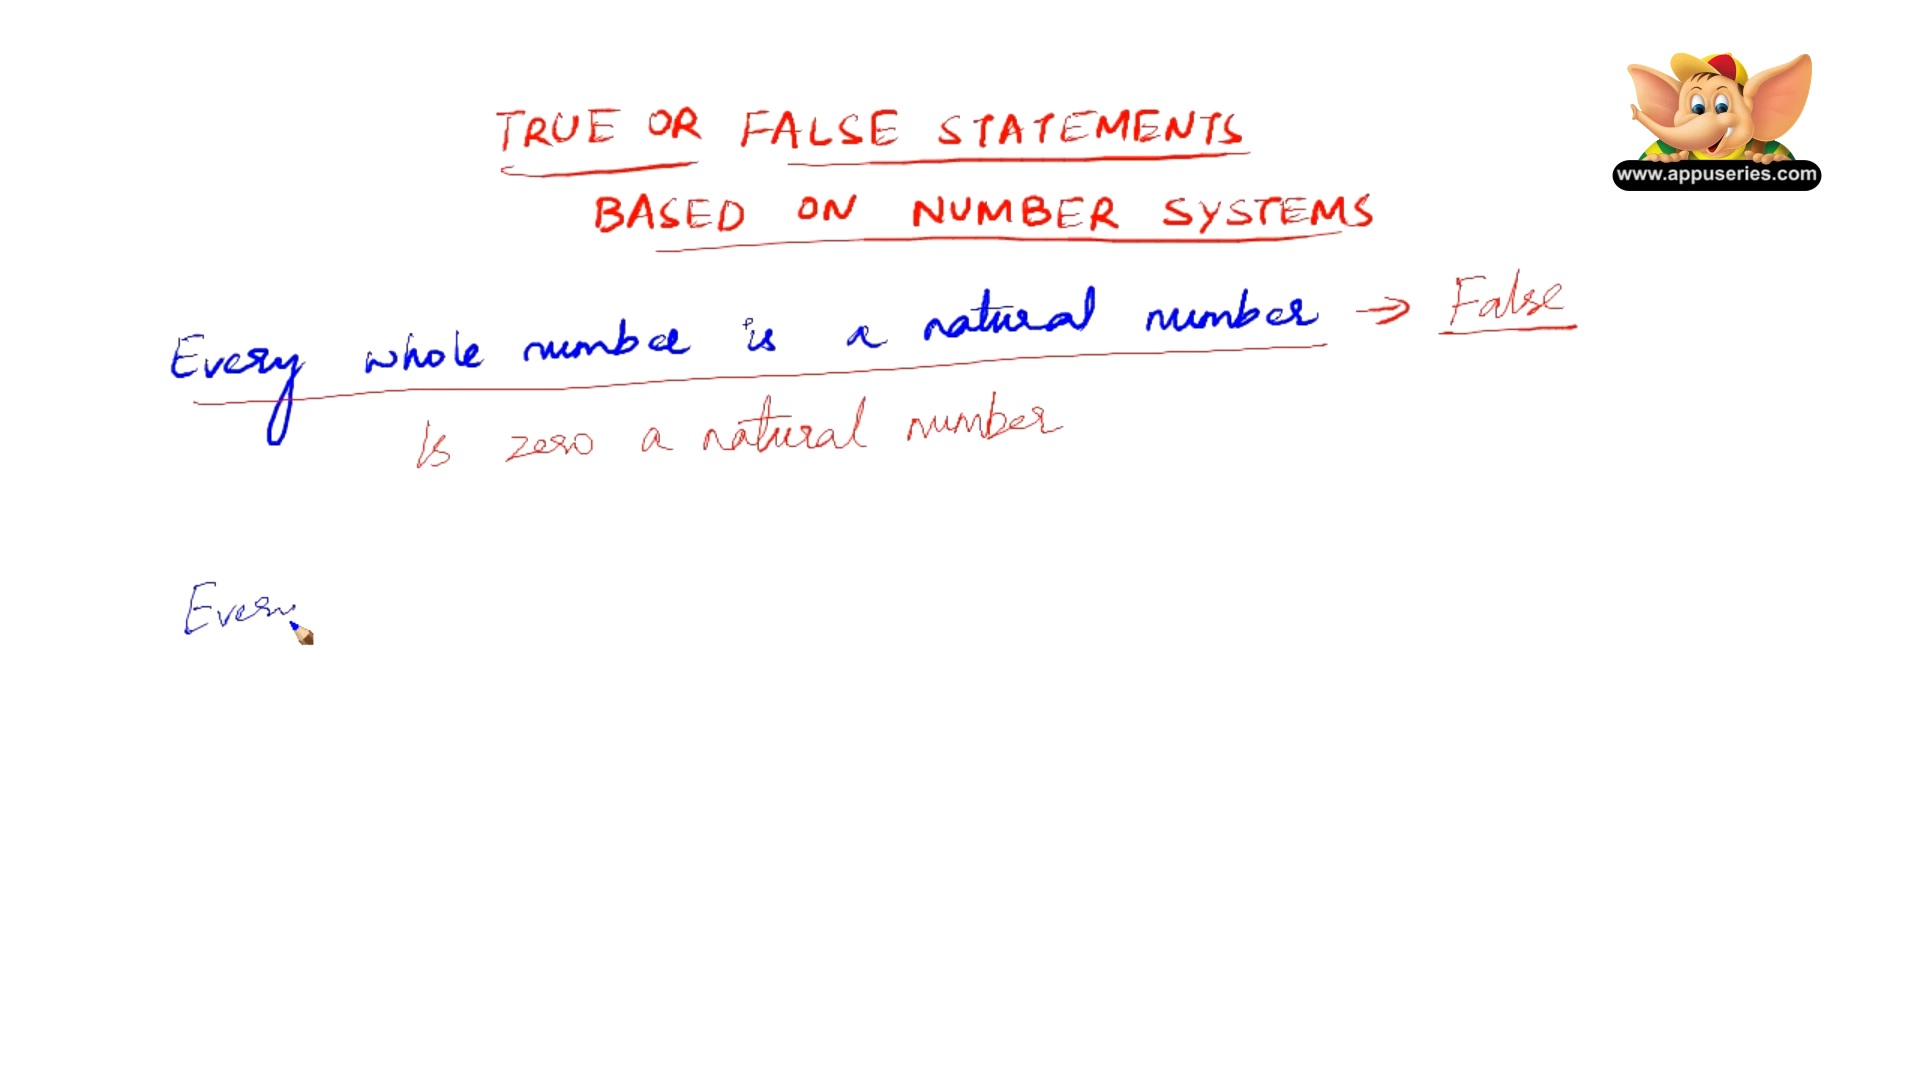 www.appuseries.com
TRUE OR FALSE STATEMENTS
BASED ON NUMBER SYSTEMS
Every whole number is a natural number → False
Is zero a natural number
Every